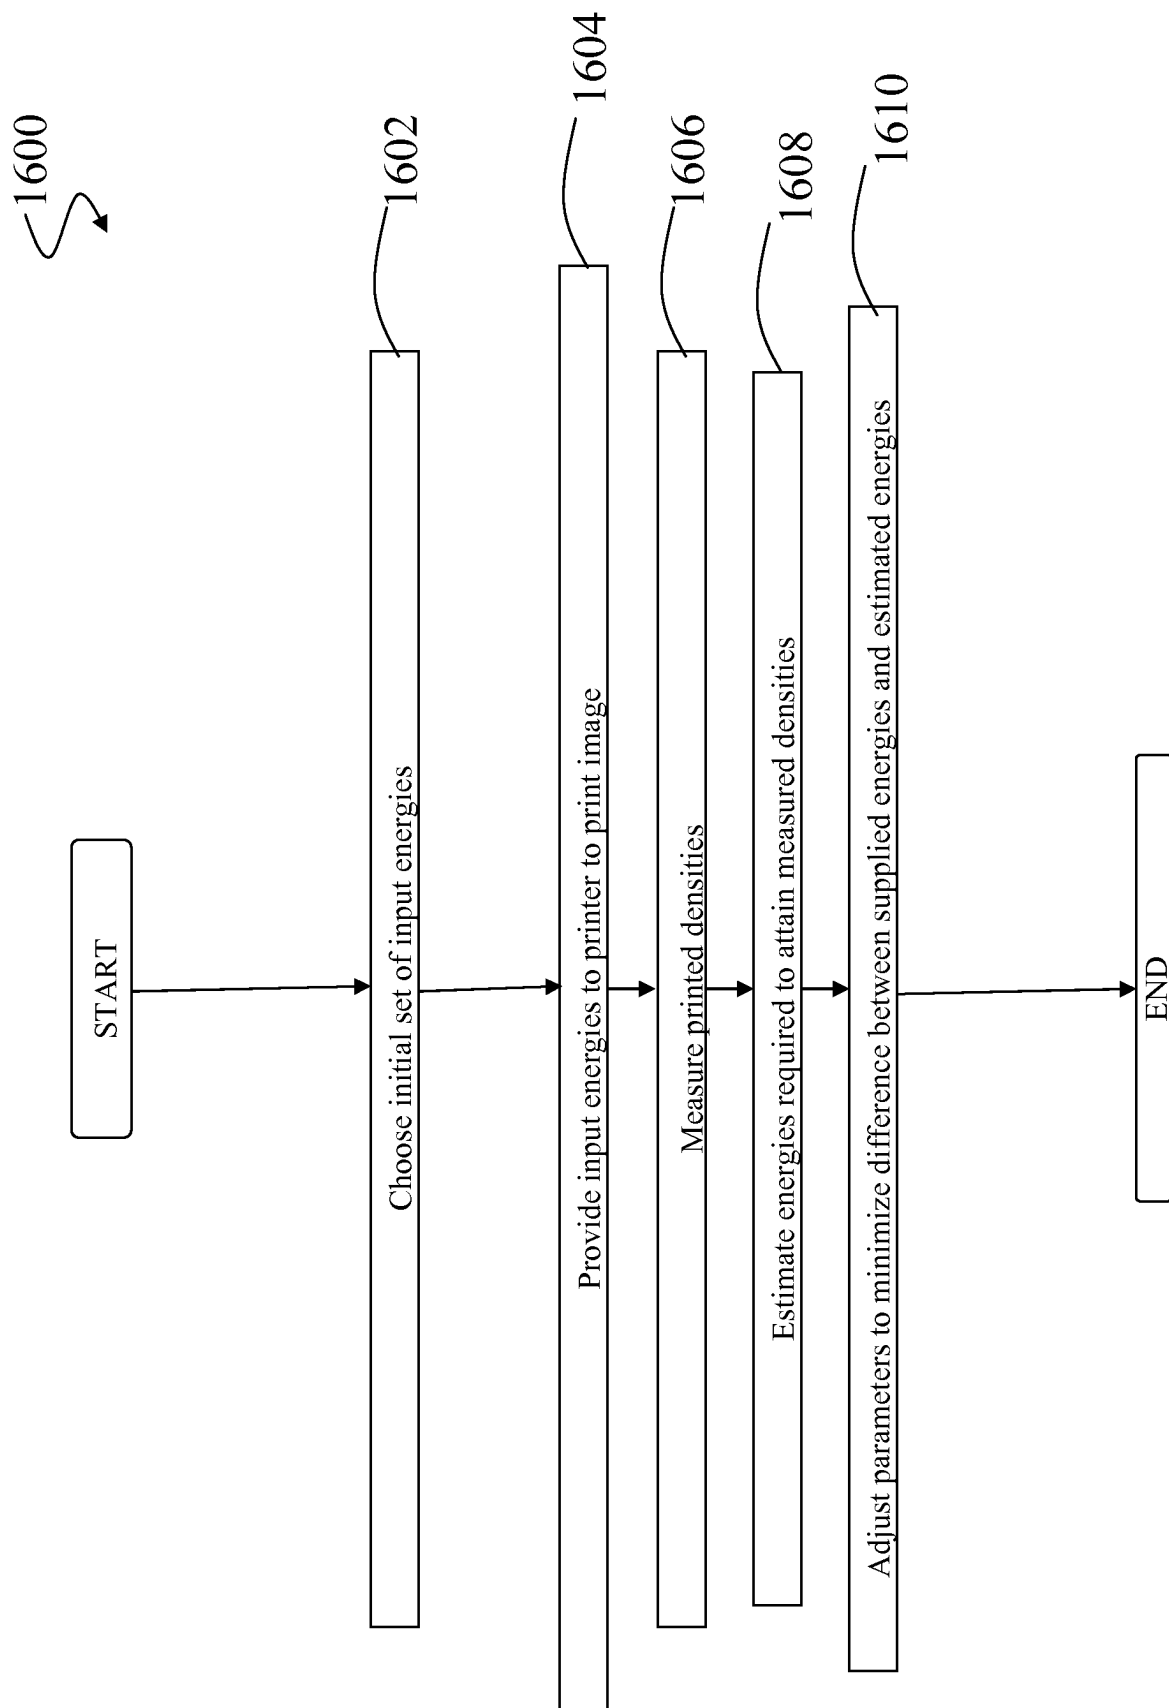 1600
START
Choose initial set of input energies
1602
Provide input energies to printer to print image
1604
Measure printed densities
1606
Estimate energies required to attain measured densities
1608
Adjust parameters to minimize difference between supplied energies and estimated energies
1610
END